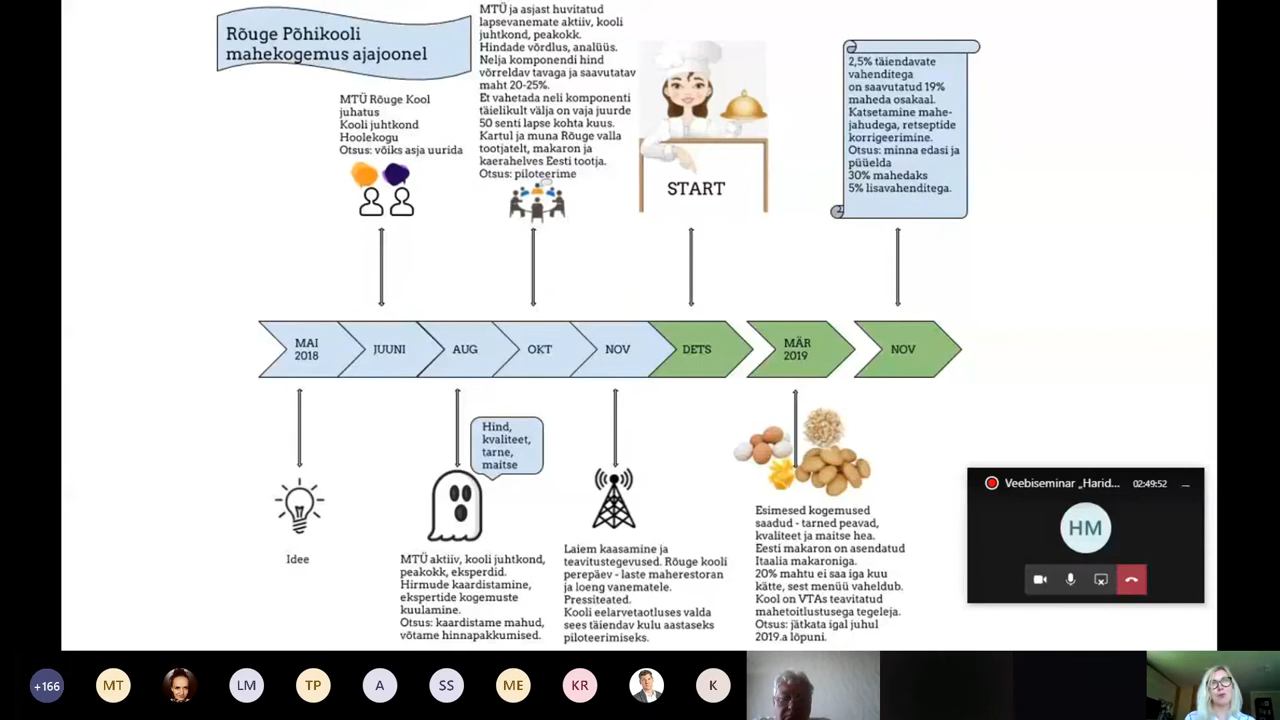 Rõuge Põhikooli
mahekogemus ajajoonel
MTÜ Rõuge Kool
juhatus
Kooli juhtkond
Hoolekogu
Otsus: võiks asja uurida
MTÜ ja asjast huvitatud
lapsevanemate aktiiv, kooli
juhtkond, peakokk.
Hindade võrdlus, analüüs.
Nelja komponendi hind
võrreldav tavaga ja saavutatav
maht 20-25%.
Et vahetada neli komponenti
täielikult välja on vaja juurde
50 senti lapse kohta kuus.
Kartul ja muna Rõuge valla
tootjatelt, makaron ja
kaerahelves Eesti tootja.
Otsus: piloteerime
START
2,5% täiendavate
vahenditega
on saavutatud 19%
maheda osakaal.
Katsetamine mahe-
jahudega, retseptide
korrigeerimine.
Otsus: minna edasi ja
püüelda
30% mahedaks
5% lisavahenditega.
MAI
2018
JUUNI
AUG
OKT
NOV
DETS
MÄR
2019
NOV
Idee
Hind,
kvaliteet,
tarne,
maitse
MTÜ aktiiv, kooli juhtkond,
peakokk, eksperdid.
Hirmude kaardistamine,
ekspertide kogemuste
kuulamine.
Otsus: kaardistame mahud,
võtame hinnapakkumised.
Laiem kaasamine ja
teavitustegevused. Rõuge kooli
perepäev - laste maherestoran
ja loeng vanematele.
Pressiteated.
Kooli eelarvetaotluses valda
sees täiendav kulu aastaseks
piloteerimiseks.
Esimesed kogemused
saadud - tarned peavad,
kvaliteet ja maitse hea.
Eesti makaron on asendatud
Itaalia makaroniga.
20% mahtu ei saa iga kuu
kätte, sest menüü vaheldub.
Kool on VTAs teavitatud
mahetoitlustusega tegeleja.
Otsus: jätkata igal juhul
2019.a lõpuni.
Veebiseminar „Harid... 02:49:52
HM
+166 MT LM TP A SS ME KR K